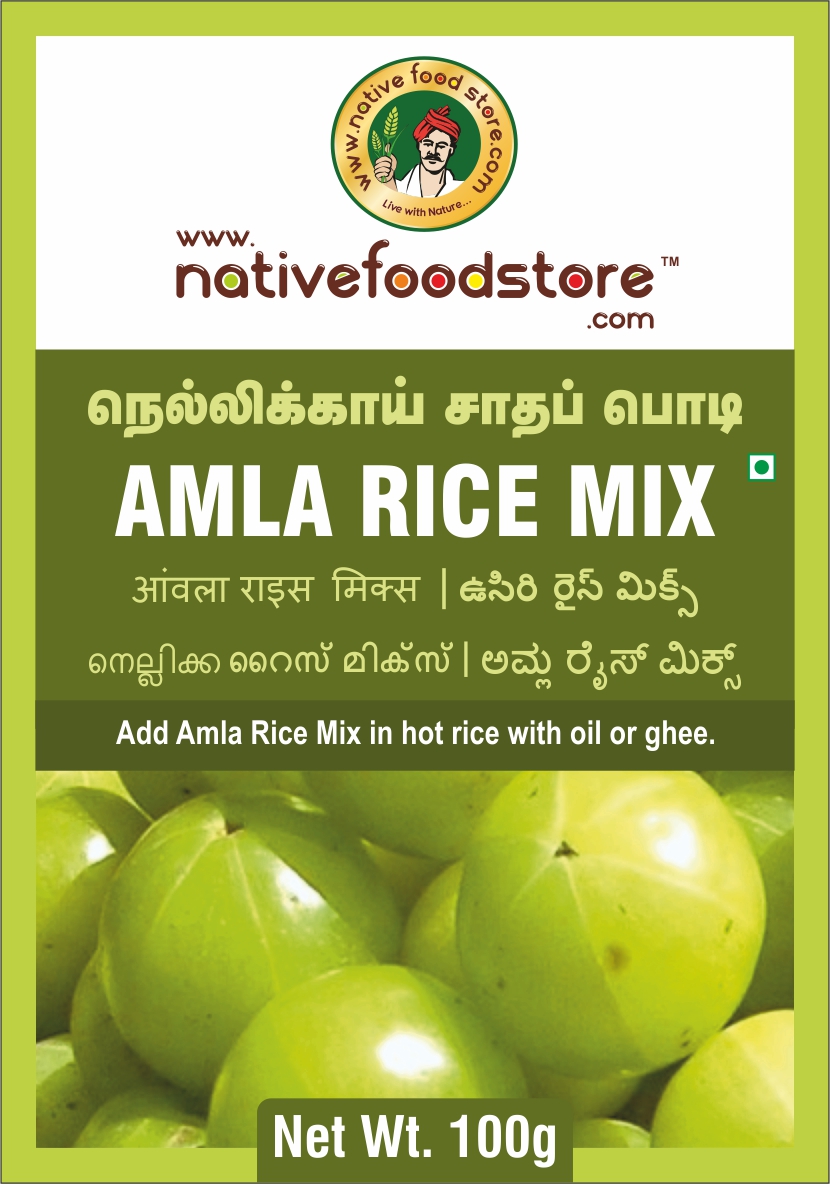 www.native food store.com
Live with Nature...
www.
nativefoodstore™
.com
நெல்லிக்காய் சாதப் பொடி
AMLA RICE MIX
आंवला राइस मिक्स | ఉసిరి రైస్ మిక్స్
നെല്ലിക്ക റൈസ് മിക്സ് | ಅಮ್ಲ ರೈಸ್ ಮಿಕ್ಸ್
Add Amla Rice Mix in hot rice with oil or ghee.
Net Wt. 100g